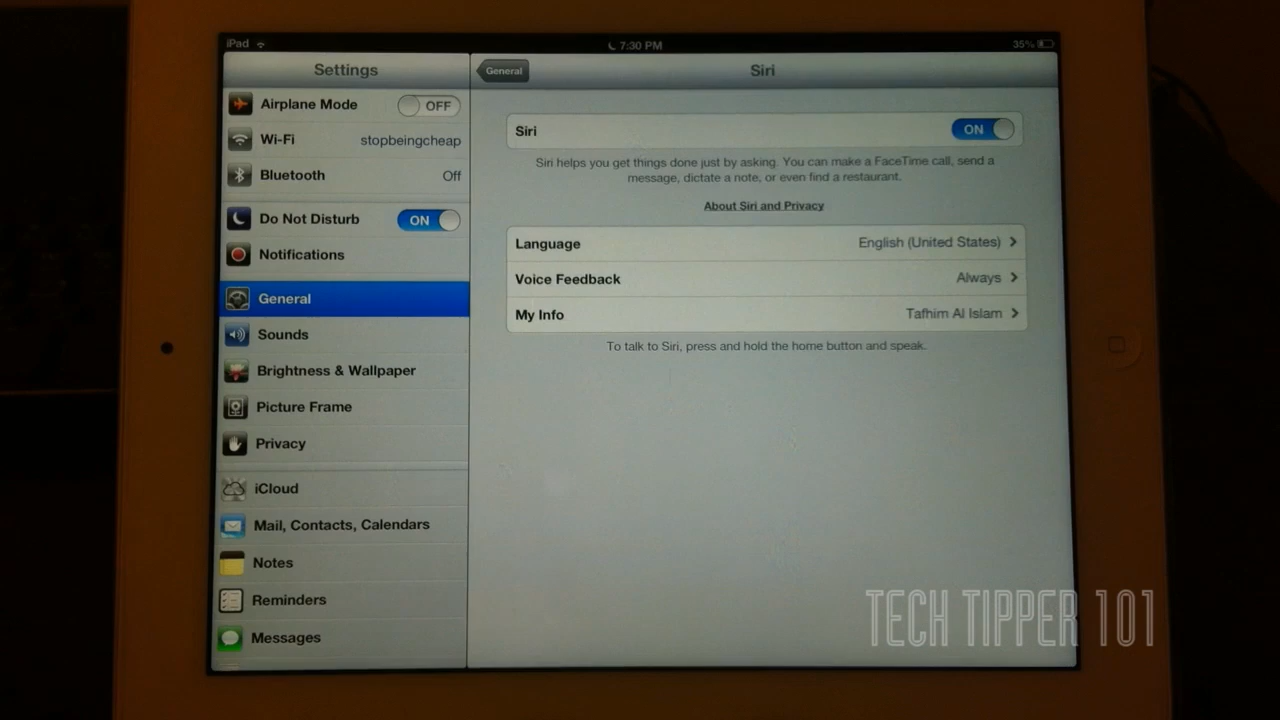 iPad 7:30 PM 35%
Settings
Airplane Mode OFF
Wi-Fi stopbeingcheap
Bluetooth Off
Do Not Disturb ON
Notifications
General
Sounds
Brightness & Wallpaper
Picture Frame
Privacy
iCloud
Mail, Contacts, Calendars
Notes
Reminders
Messages
General Siri
Siri ON
Siri helps you get things done just by asking. You can make a FaceTime call, send a
message, dictate a note, or even find a restaurant.
About Siri and Privacy
Language English (United States)
Voice Feedback Always
My Info Tafhim Al Islam
To talk to Siri, press and hold the home button and speak.
TECH TIPPER 101